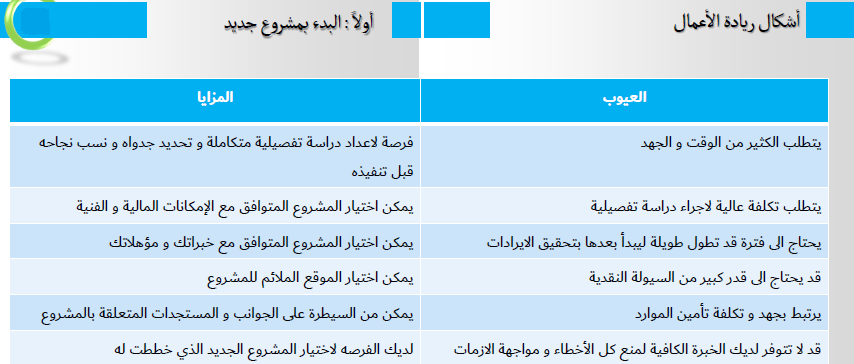 أشكال ريادة الأعمال
أولاً : البدء بمشروع جديد
العيوب
المزايا
يتطلب الكثير من الوقت و الجهد
فرصة لاعداد دراسة تفصيلية متكاملة و تحديد جدواه و نسب نجاحه
قبل تنفيذه
يتطلب تكلفة عالية لاجراء دراسة تفصيلية
يمكن اختيار المشروع المتوافق مع الإمكانات المالية و الفنية
يحتاج الى فترة قد تطول طويلة ليبدأ بعدها بتحقيق الايرادات
يمكن اختيار المشروع المتوافق مع خبراتك و مؤهلاتك
قد يحتاج الى قدر كبير من السيولة النقدية
يمكن اختيار الموقع الملائم للمشروع
يرتبط بجهد و تكلفة تأمين الموارد
يمكن من السيطرة على الجوانب و المستجدات المتعلقة بالمشروع
قد لا تتوفر لديك الخبرة الكافية لمنع كل الأخطاء و مواجهة الازمات
لديك الفرصه لاختيار المشروع الجديد الذي خططت له